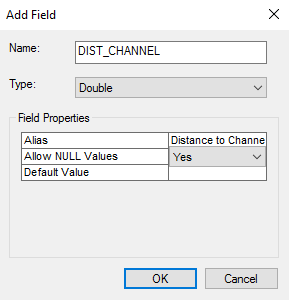 Add Field
Name: DIST_CHANNEL
Type: Double
Field Properties
Alias Distance to Channe
Allow NULL Values Yes
Default Value
OK Cancel